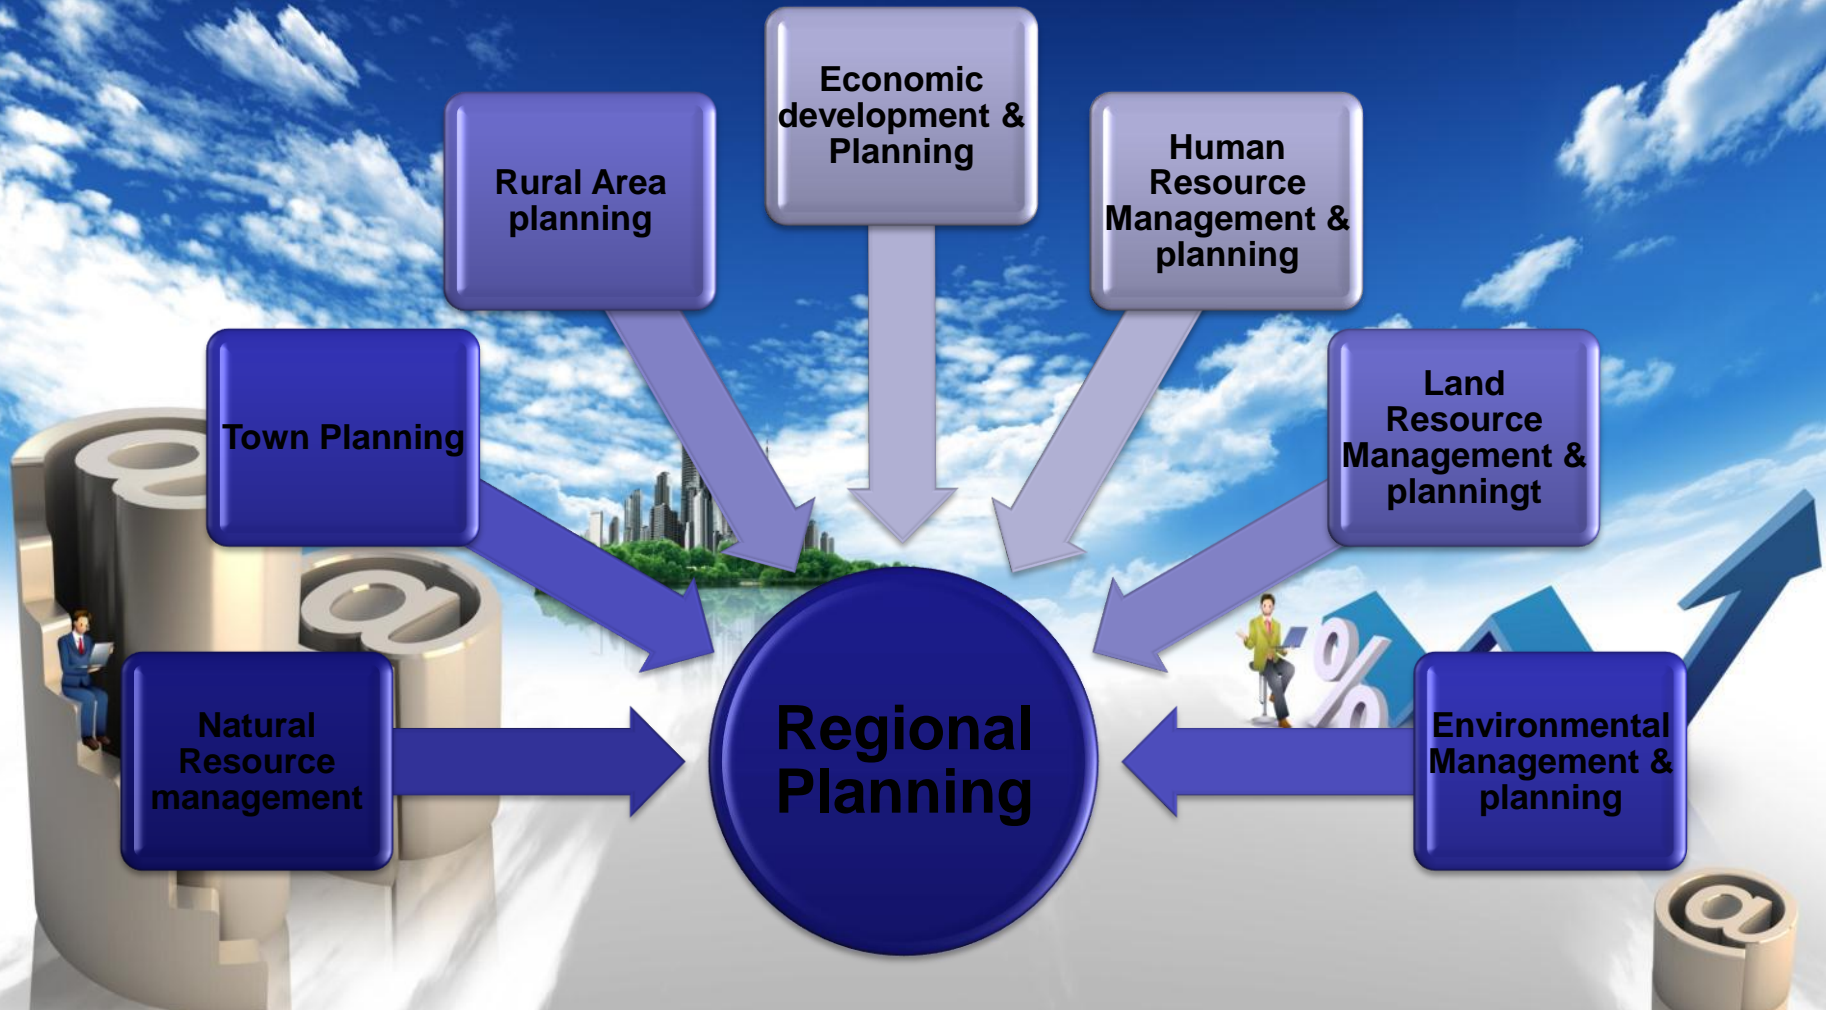 Economic
development &
Planning
Rural Area
planning
Human
Resource
Management &
planning
Town Planning
Land
Resource
Management &
planningt
Natural
Resource
management
Regional
Planning
Environmental
Management &
planning
@
@
%
@